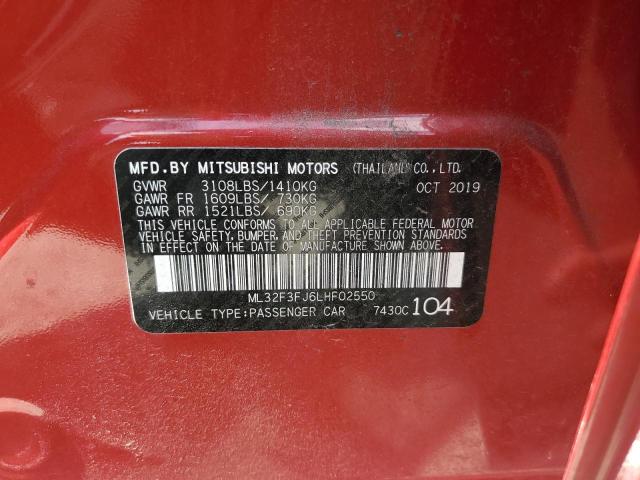 MFD.BY MITSUBISHI MOTORS (THAILAND) CO.,LTD.
GVWR 3108LBS/1410KG OCT 2019
GAWR FR 1609LBS/ 730KG
GAWR RR 1521LBS/ 690KG
THIS VEHICLE CONFORMS TO ALL APPLICABLE FEDERAL MOTOR
VEHICLE SAFETY, BUMPER, AND THEFT PREVENTION STANDARDS
IN EFFECT ON THE DATE OF MANUFACTURE SHOWN ABOVE.
ML32F3FJ6LHF02550
VEHICLE TYPE:PASSENGER CAR 7430C 104